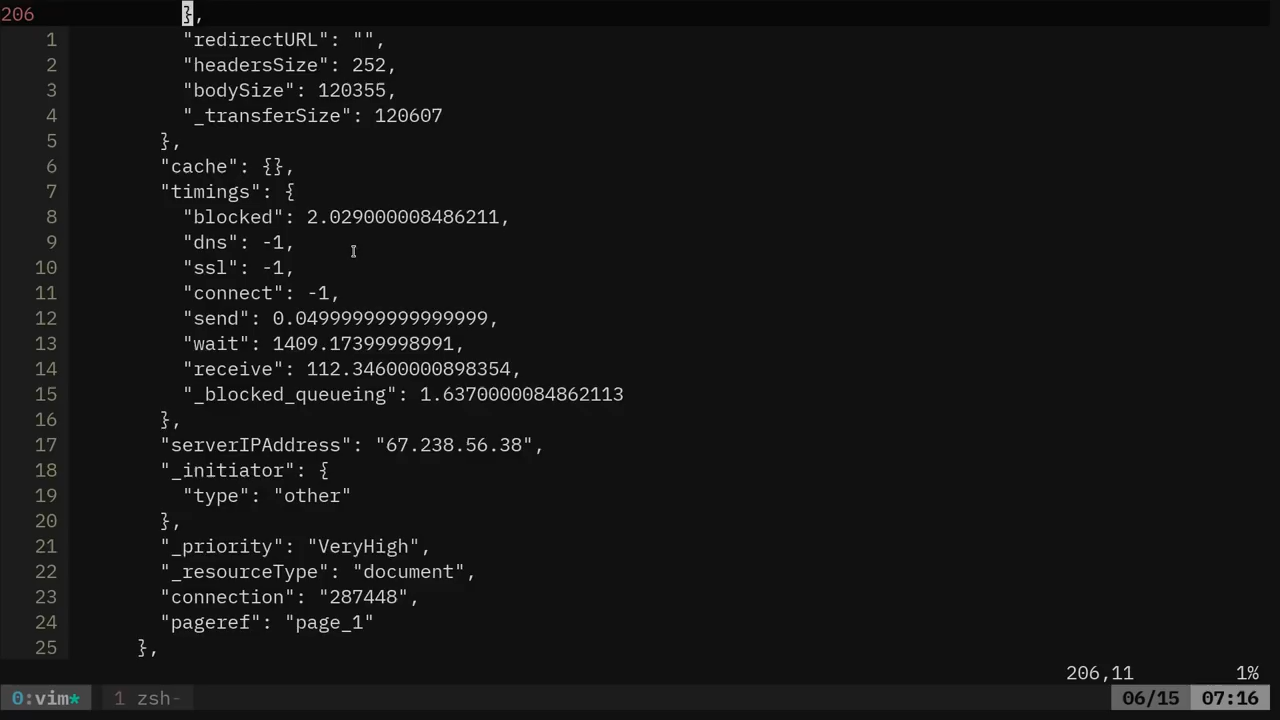 206 },
1 "redirectURL": "",
2 "headersSize": 252,
3 "bodySize": 120355,
4 "_transferSize": 120607
5 },
6 "cache": {},
7 "timings": {
8 "blocked": 2.029000008486211,
9 "dns": -1,
10 "ssl": -1,
11 "connect": -1,
12 "send": 0.04999999999999999,
13 "wait": 1409.17399998991,
14 "receive": 112.34600000898354,
15 "_blocked_queueing": 1.6370000084862113
16 },
17 "serverIPAddress": "67.238.56.38",
18 "_initiator": {
19 "type": "other"
20 },
21 "_priority": "VeryHigh",
22 "_resourceType": "document",
23 "connection": "287448",
24 "pageref": "page_1"
25 },
206,11 1%
0:vim* 1 zsh- 06/15 07:16